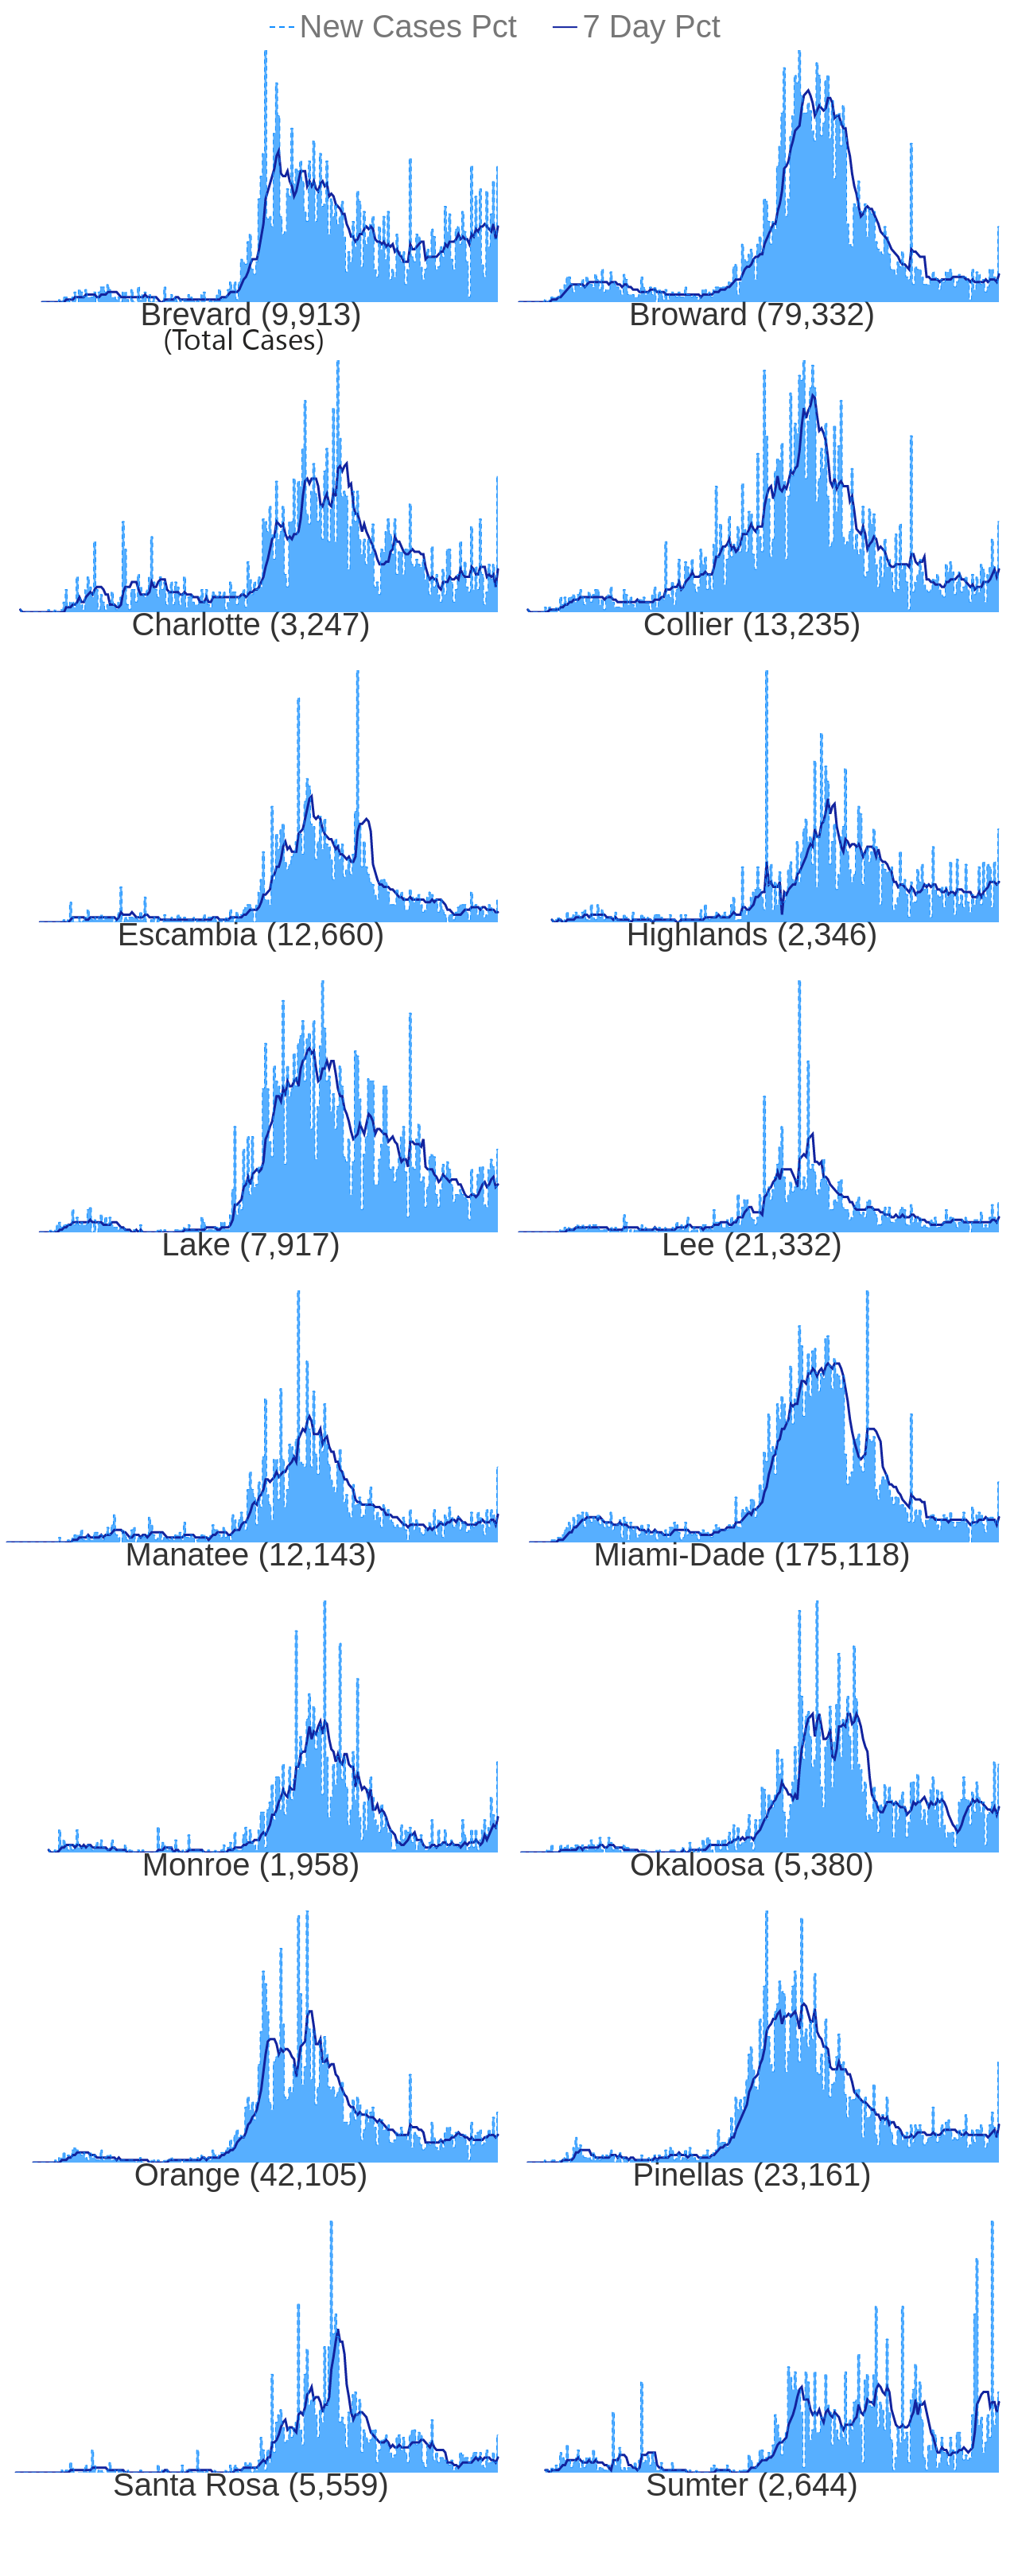 New Cases Pct 7 Day Pct
Brevard (9,913) Broward (79,332)
(Total Cases)
Charlotte (3,247) Collier (13,235)
Escambia (12,660) Highlands (2,346)
Lake (7,917) Lee (21,332)
Manatee (12,143) Miami-Dade (175,118)
Monroe (1,958) Okaloosa (5,380)
Orange (42,105) Pinellas (23,161)
Santa Rosa (5,559) Sumter (2,644)